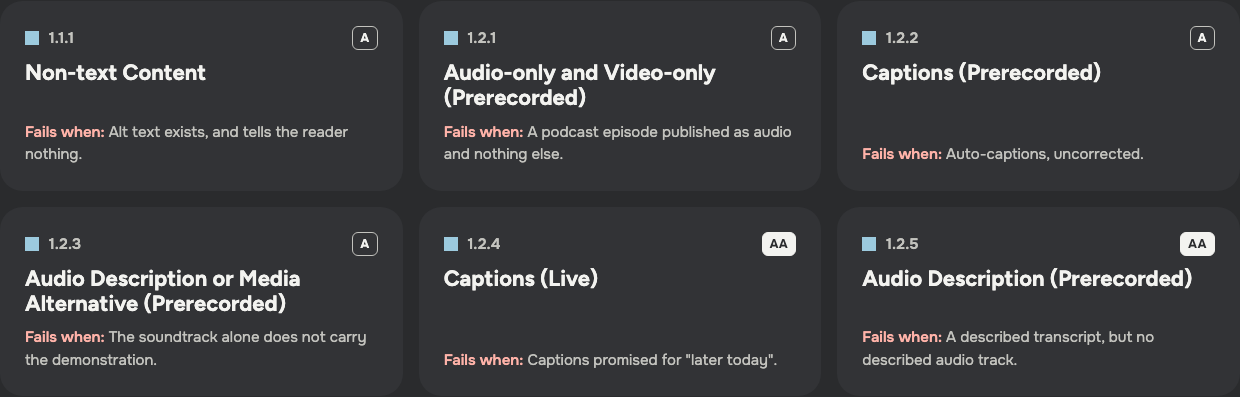 1.1.1
A
Non-text Content
Fails when: Alt text exists, and tells the reader
nothing.
1.2.1
A
Audio-only and Video-only
(Prerecorded)
Fails when: A podcast episode published as audio
and nothing else.
1.2.2
A
Captions (Prerecorded)
Fails when: Auto-captions, uncorrected.
1.2.3
A
Audio Description or Media
Alternative (Prerecorded)
Fails when: The soundtrack alone does not carry
the demonstration.
1.2.4
AA
Captions (Live)
Fails when: Captions promised for "later today".
1.2.5
AA
Audio Description (Prerecorded)
Fails when: A described transcript, but no
described audio track.